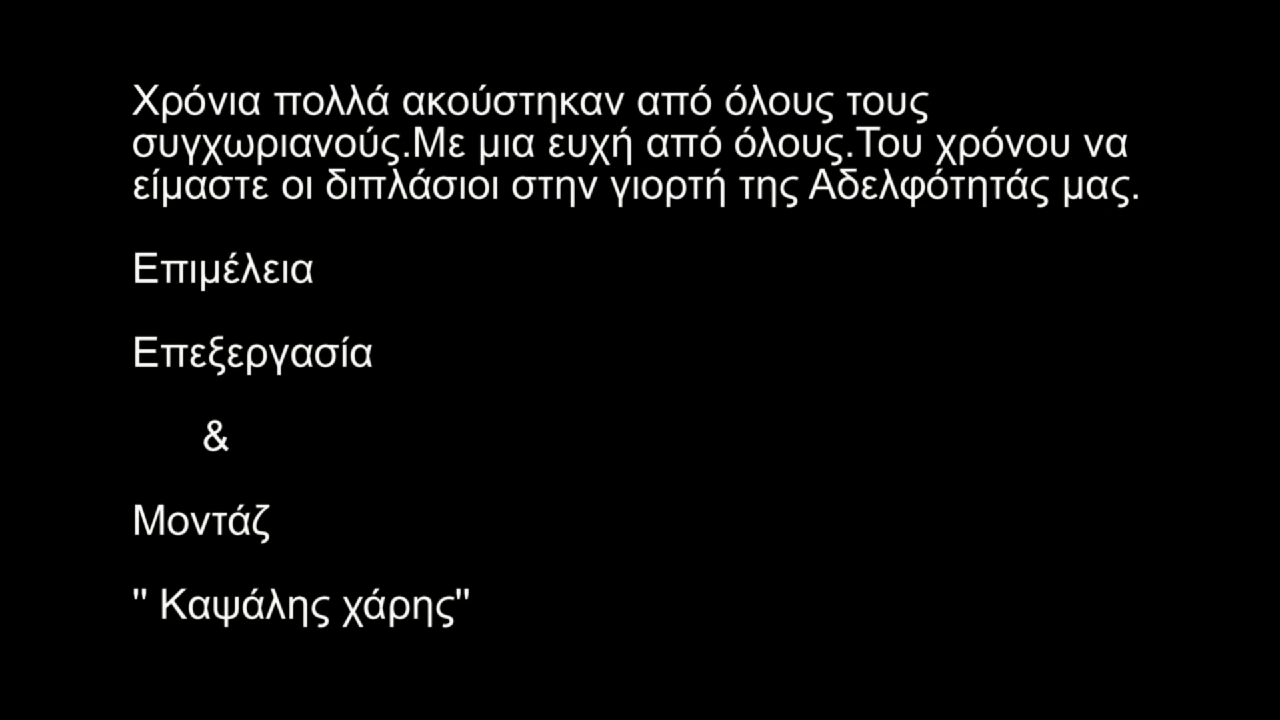 Χρόνια πολλά ακούστηκαν από όλους τους
συγχωριανούς.Με μια ευχή από όλους.Του χρόνου να
είμαστε οι διπλάσιοι στην γιορτή της Αδελφότητάς μας.
Επιμέλεια
Επεξεργασία
&
Μοντάζ
" Καψάλης χάρης"